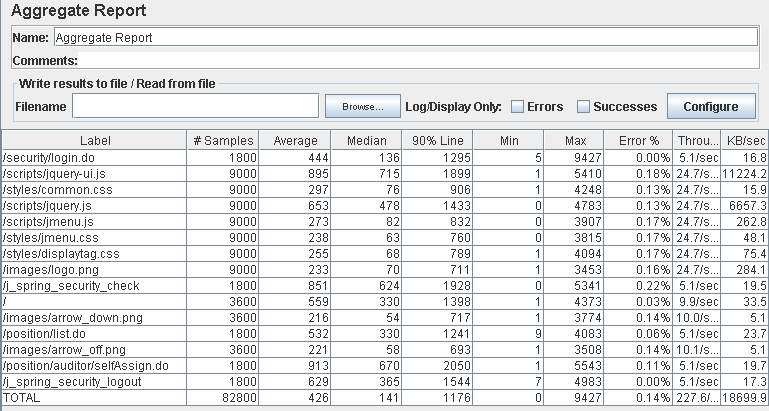 Aggregate Report
Name: Aggregate Report
Comments:
Write results to file / Read from file
Filename Browse... Log/Display Only: Errors Successes Configure
Label # Samples Average Median 90% Line Min Max Error % Throu... KB/sec
/security/login.do 1800 444 136 1295 5 9427 0.00% 5.1/sec 16.8
/scripts/jquery-ui.js 9000 895 715 1899 1 5410 0.18% 24.7/s... 11224.2
/styles/common.css 9000 297 76 906 1 4248 0.13% 24.7/s... 15.9
/scripts/jquery.js 9000 653 478 1433 0 4783 0.13% 24.7/s... 6657.3
/scripts/jmenu.js 9000 273 82 832 1 3907 0.17% 24.7/s... 262.8
/styles/jmenu.css 9000 238 63 760 0 3815 0.17% 24.7/s... 48.1
/styles/displaytag.css 9000 255 68 789 1 4094 0.17% 24.7/s... 75.4
/images/logo.png 9000 233 70 711 1 3453 0.16% 24.7/s... 284.1
/j_spring_security_check 1800 851 624 1928 0 5341 0.22% 5.1/sec 19.5
/ 3600 559 330 1398 1 4373 0.03% 9.9/sec 33.5
/images/arrow_down.png 3600 216 54 717 1 3774 0.14% 10.0/s... 5.1
/position/list.do 1800 532 330 1241 9 4083 0.06% 5.1/sec 23.7
/images/arrow_off.png 3600 221 58 693 1 3508 0.14% 10.1/s... 5.1
/position/auditor/selfAssign.do 1800 913 670 2050 1 5543 0.11% 5.1/sec 19.7
/j_spring_security_logout 1800 629 365 1544 7 4983 0.00% 5.1/sec 17.3
TOTAL 82800 426 141 1176 0 9427 0.14% 227.6/... 18699.9